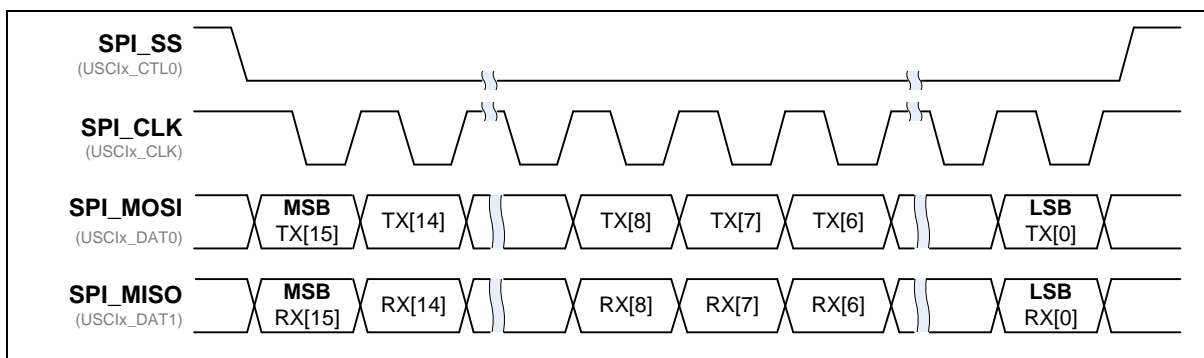 SPI_SS
(USCIx_CTL0)
SPI_CLK
(USCIx_CLK)
SPI_MOSI
(USCIx_DAT0)
MSB
TX[15]
TX[14]
TX[8]
TX[7]
TX[6]
LSB
TX[0]
SPI_MISO
(USCIx_DAT1)
MSB
RX[15]
RX[14]
RX[8]
RX[7]
RX[6]
LSB
RX[0]